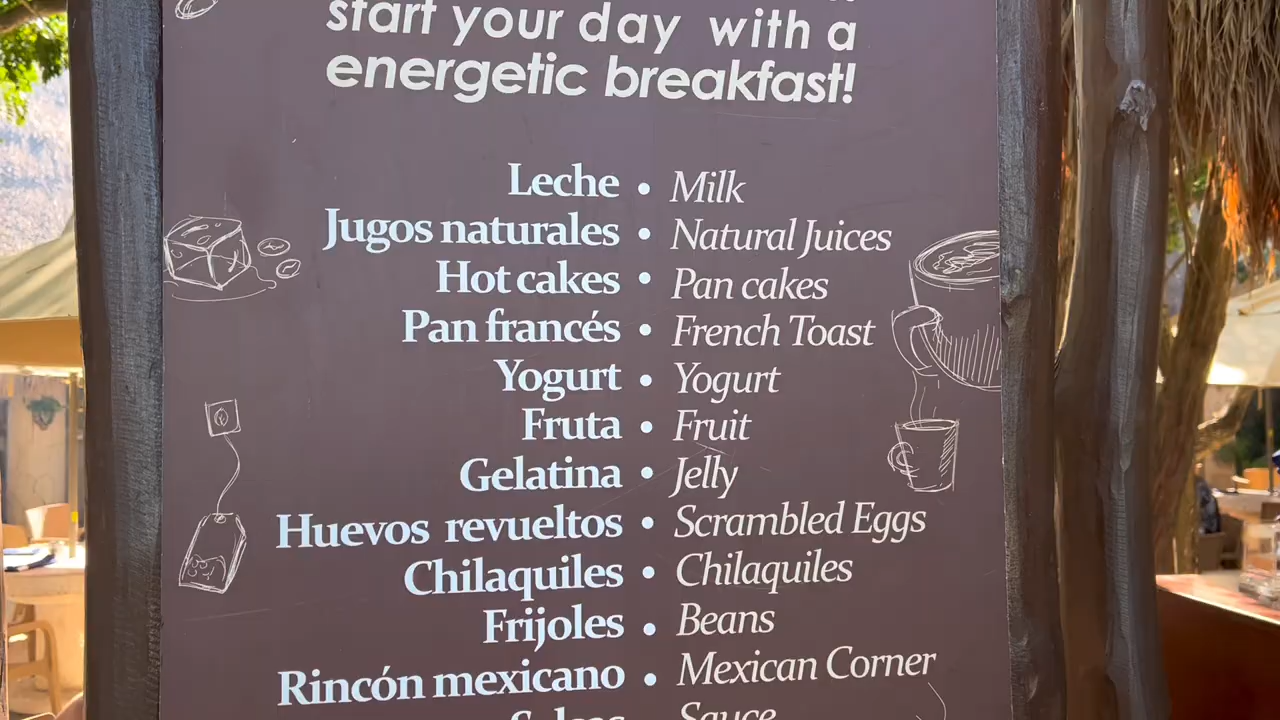 start your day with a
energetic breakfast!
Leche • Milk
Jugos naturales • Natural Juices
Hot cakes • Pan cakes
Pan francés • French Toast
Yogurt • Yogurt
Fruta • Fruit
Gelatina • Jelly
Huevos revueltos • Scrambled Eggs
Chilaquiles • Chilaquiles
Frijoles • Beans
Rincón mexicano • Mexican Corner
Salsas Sauce